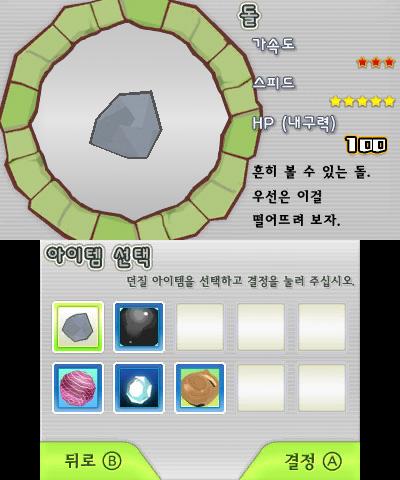 돌
가속도
스피드
HP (내구력)
100
흔히 볼 수 있는 돌.
우선은 이걸
떨어뜨려 보자.
아이템 선택
던질 아이템을 선택하고 결정을 눌러 주십시오.
뒤로 Ⓑ
결정 Ⓐ